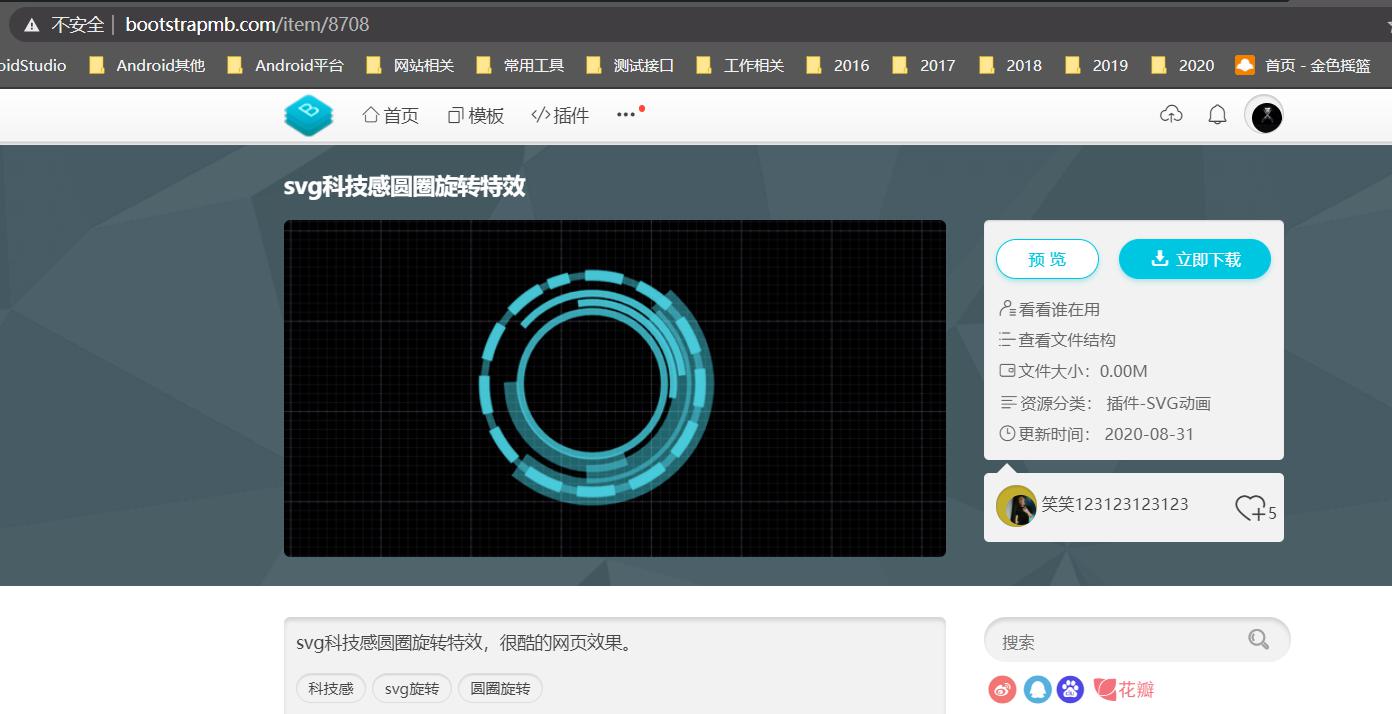 不安全 | bootstrapmb.com/item/8708
oidStudio Android其他 Android平台 网站相关 常用工具 测试接口 工作相关 2016 2017 2018 2019 2020 首页 - 金色摇篮
首页 模板 插件
svg科技感圆圈旋转特效
预 览 立即下载
看看谁在用
查看文件结构
文件大小：0.00M
资源分类： 插件-SVG动画
更新时间： 2020-08-31
笑笑123123123123 5
svg科技感圆圈旋转特效，很酷的网页效果。
科技感 svg旋转 圆圈旋转
搜索
花瓣